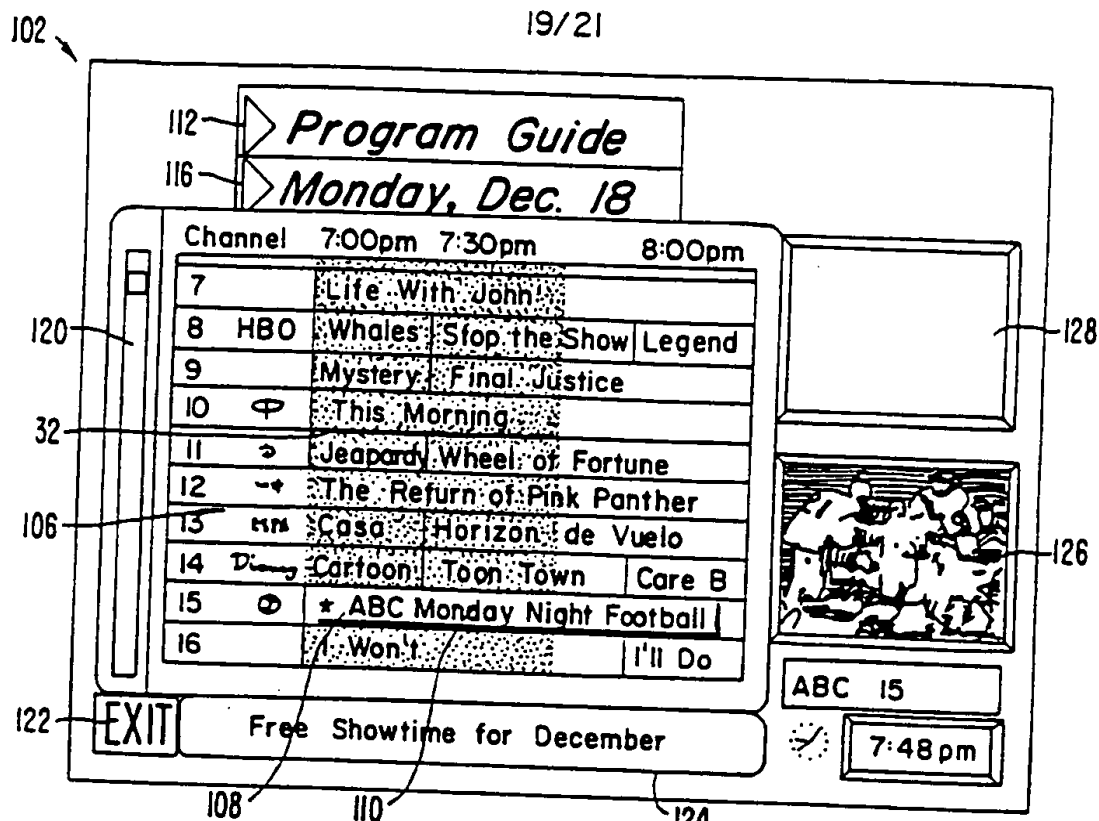 19/21
102
112 Program Guide
116 Monday, Dec. 18
Channel 7:00pm 7:30pm 8:00pm
7 Life With John
8 HBO Whales Stop the Show Legend
120
128
9 Mystery Final Justice
10 This Morning
32
11 Jeapardy Wheel of Fortune
12 The Return of Pink Panther
106
13 Casa Horizon de Vuelo
126
14 Disney Cartoon Toon Town Care B
15 * ABC Monday Night Football
16 I Won't I'll Do
ABC 15
122 EXIT Free Showtime for December
7:48pm
108 110 124